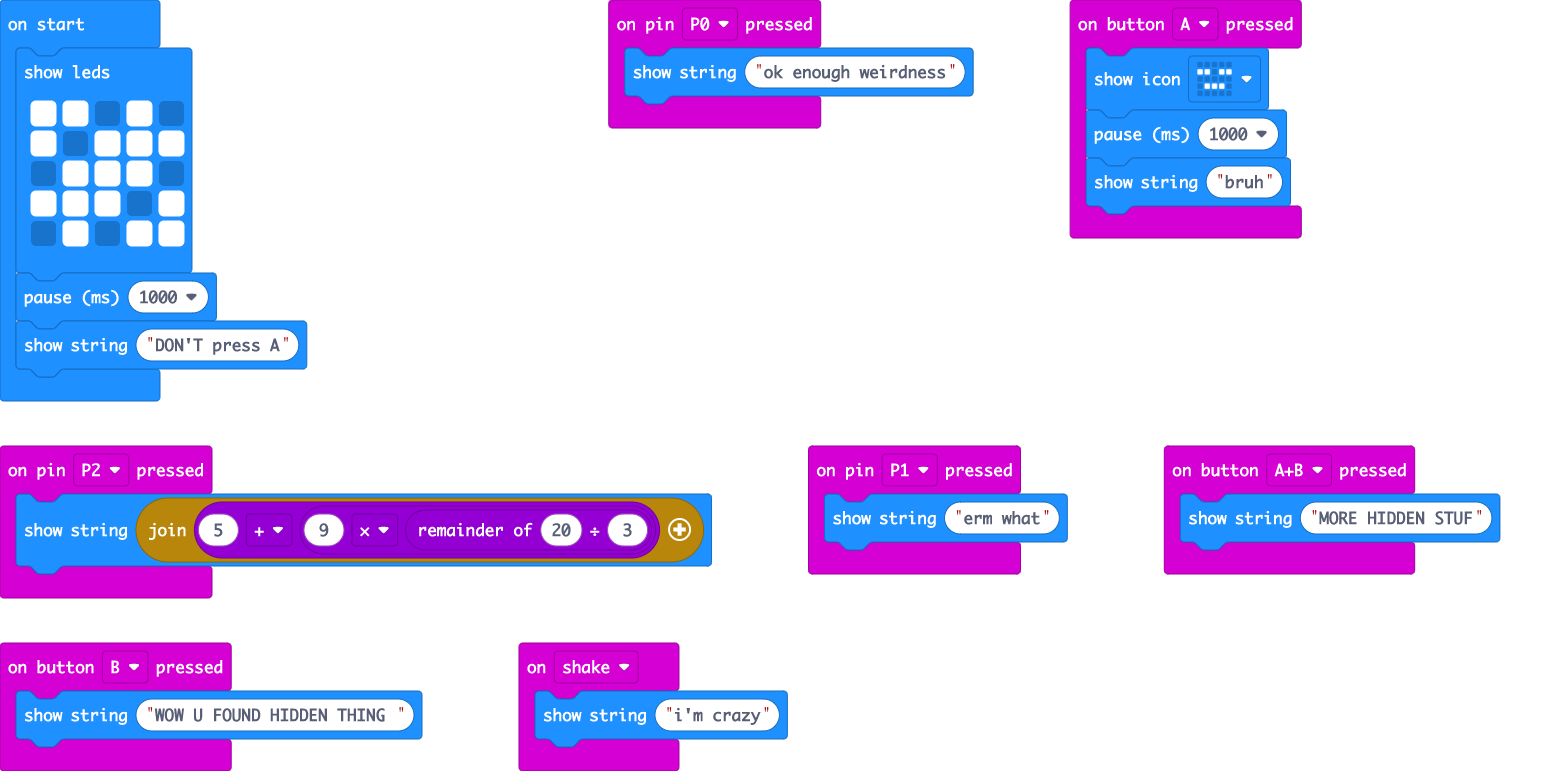 on start
show leds
pause (ms) 1000
show string "DON'T press A"
on pin P0 pressed
show string "ok enough weirdness"
on button A pressed
show icon
pause (ms) 1000
show string "bruh"
on pin P2 pressed
show string join 5 + 9 × remainder of 20 ÷ 3
on pin P1 pressed
show string "erm what"
on button A+B pressed
show string "MORE HIDDEN STUF"
on button B pressed
show string "WOW U FOUND HIDDEN THING "
on shake
show string "i'm crazy"